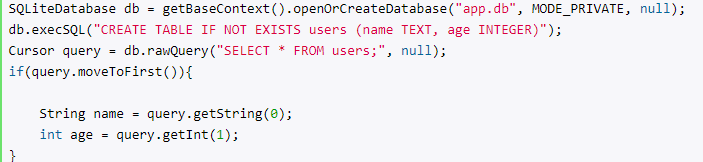 SQLiteDatabase db = getBaseContext().openOrCreateDatabase("app.db", MODE_PRIVATE, null);
db.execSQL("CREATE TABLE IF NOT EXISTS users (name TEXT, age INTEGER)");
Cursor query = db.rawQuery("SELECT * FROM users;", null);
if(query.moveToFirst()){
String name = query.getString(0);
int age = query.getInt(1);
}